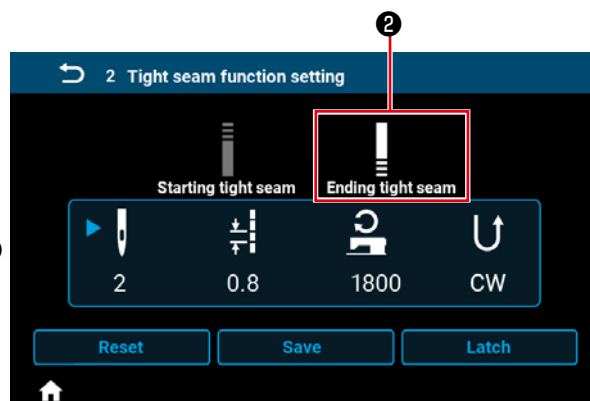 ❷
2 Tight seam function setting
Starting tight seam Ending tight seam
2 0.8 1800 CW
Reset Save Latch